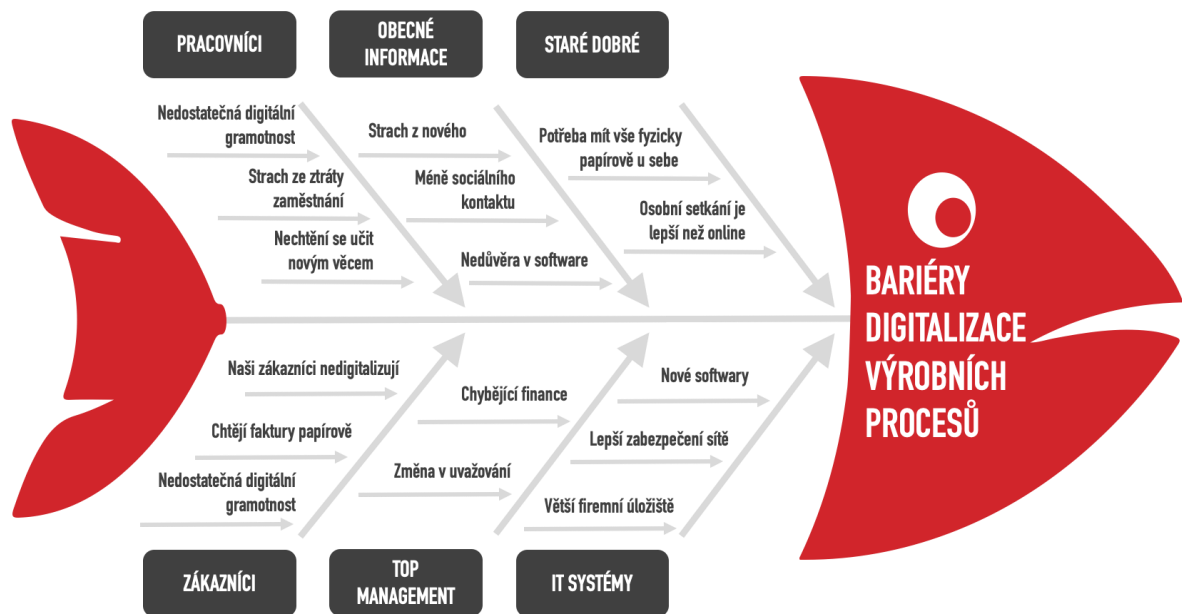 PRACOVNÍCI
OBECNÉ
INFORMACE
STARÉ DOBRÉ
Nedostatečná digitální
gramotnost
Strach ze ztráty
zaměstnání
Nechtění se učit
novým věcem
Strach z nového
Méně sociálního
kontaktu
Nedůvěra v software
Potřeba mít vše fyzicky
papírově u sebe
Osobní setkání je
lepší než online
BARIÉRY
DIGITALIZACE
VÝROBNÍCH
PROCESŮ
Naši zákazníci nedigitalizují
Chtějí faktury papírově
Nedostatečná digitální
gramotnost
Chybějící finance
Změna v uvažování
Nové softwary
Lepší zabezpečení sítě
Větší firemní úložiště
ZÁKAZNÍCI
TOP
MANAGEMENT
IT SYSTÉMY